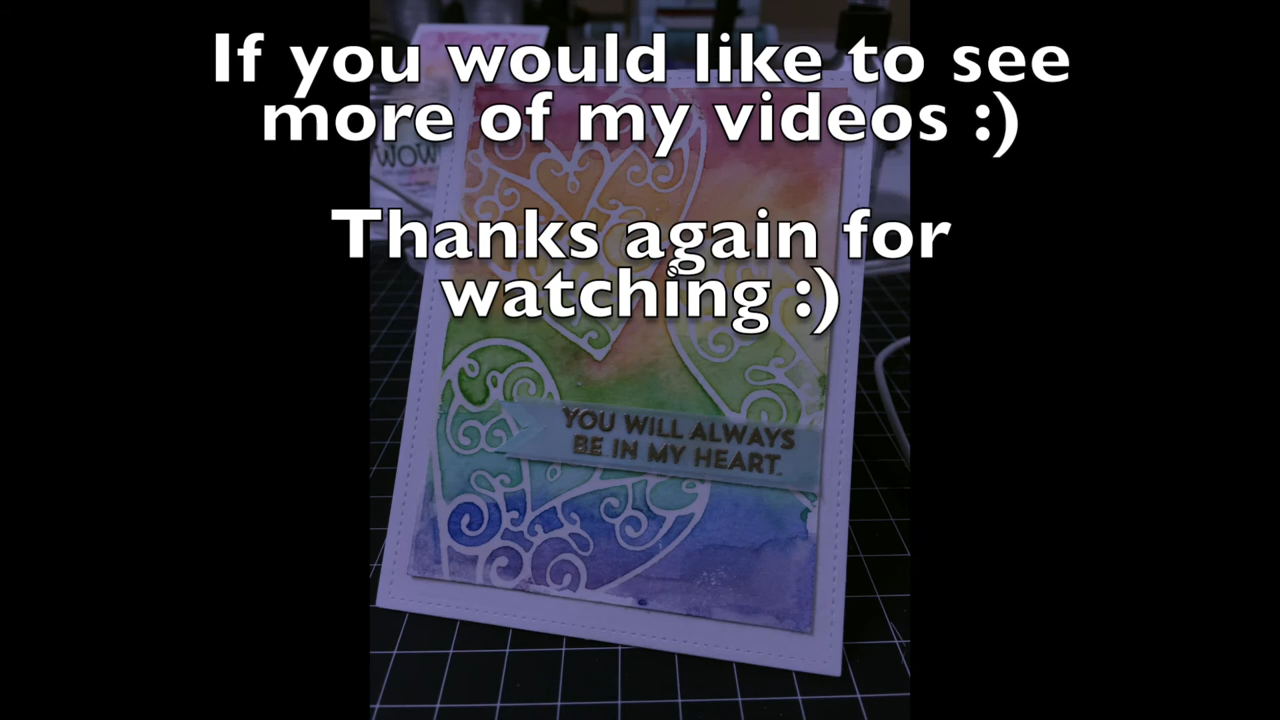 If you would like to see
more of my videos :)
Thanks again for
watching :)
WOW
YOU WILL ALWAYS
BE IN MY HEART.